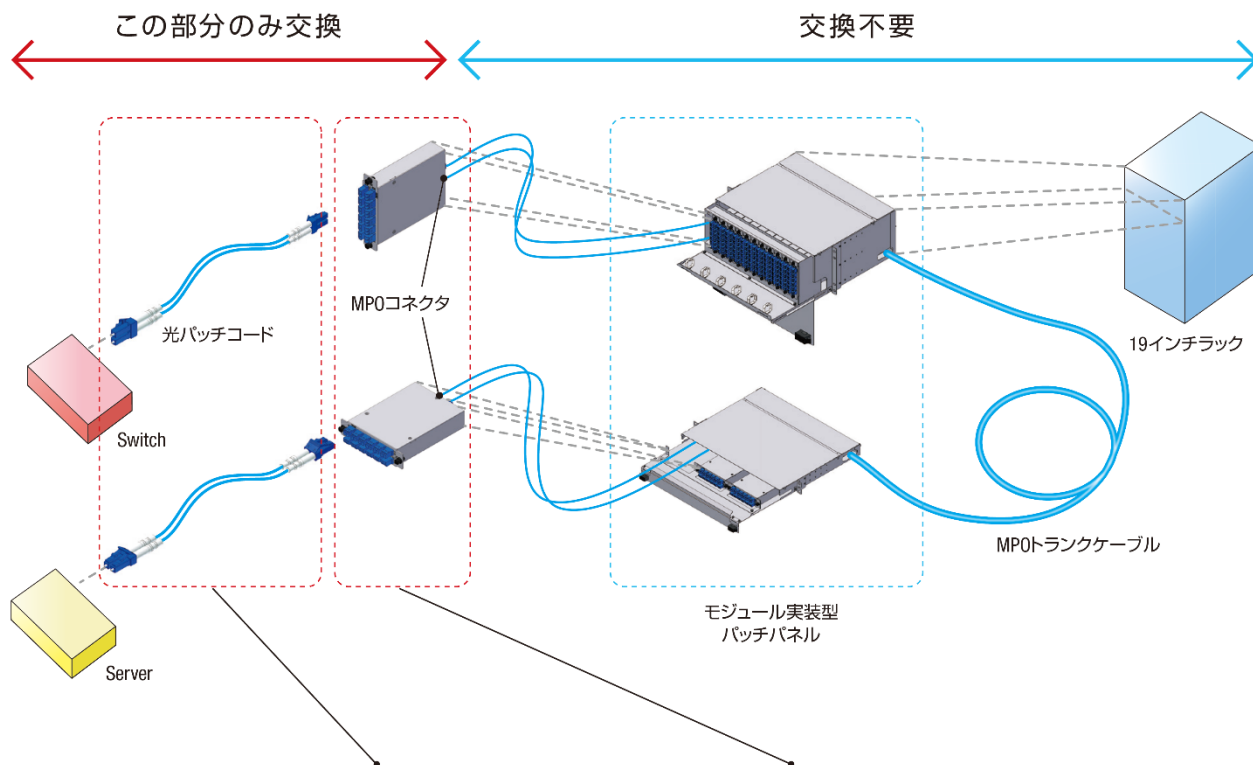 この部分のみ交換
交換不要
MPOコネクタ
光パッチコード
19インチラック
Switch
MPOトランクケーブル
モジュール実装型
パッチパネル
Server